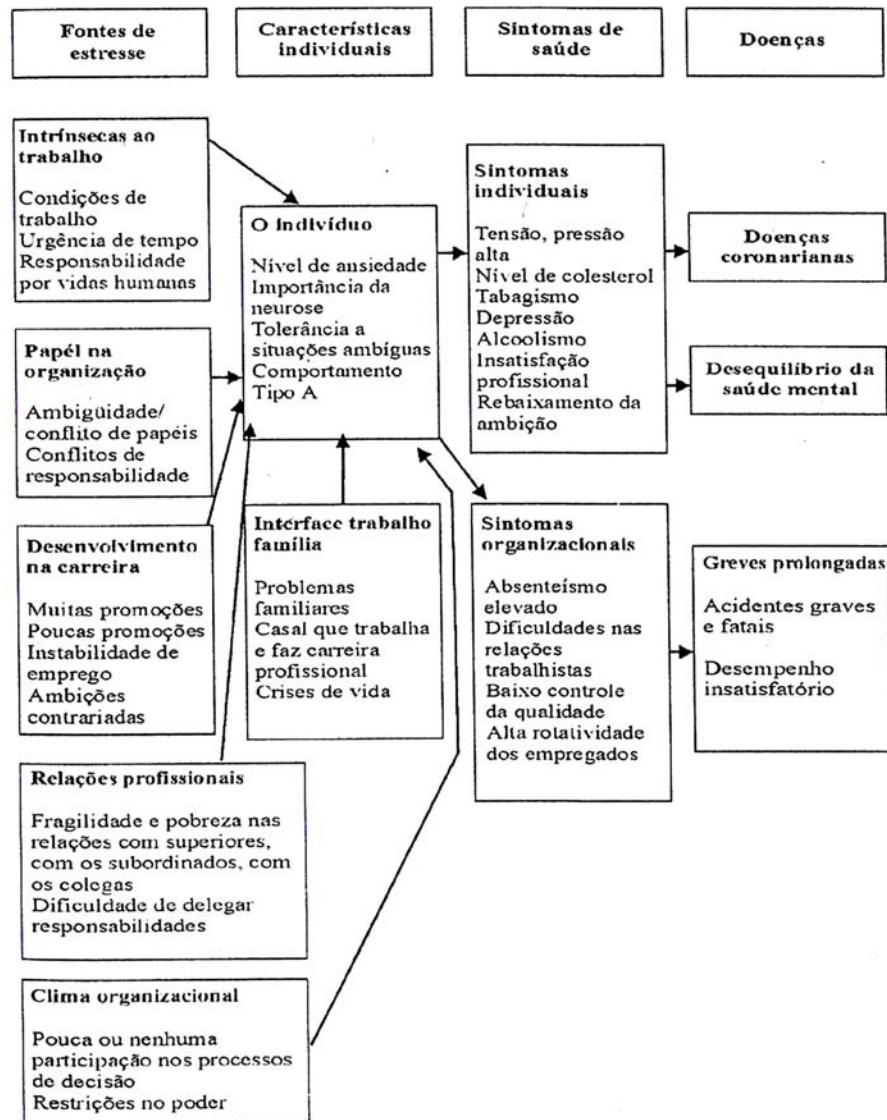 Fontes de
estresse
Características
individuais
Sintomas de
saúde
Doenças
Intrínsecas ao
trabalho
Condições de
trabalho
Urgência de tempo
Responsabilidade
por vidas humanas
Papél na
organização
Ambigüidade/
conflito de papéis
Conflitos de
responsabilidade
Desenvolvimento
na carreira
Muitas promoções
Poucas promoções
Instabilidade de
emprego
Ambições
contrariadas
Relações profissionais
Fragilidade e pobreza nas
relações com superiores,
com os subordinados, com
os colegas
Dificuldade de delegar
responsabilidades
Clima organizacional
Pouca ou nenhuma
participação nos processos
de decisão
Restrições no poder
O indivíduo
Nível de ansiedade
Importância da
neurose
Tolerância a
situações ambíguas
Comportamento
Tipo A
Interface trabalho
família
Problemas
familiares
Casal que trabalha
e faz carreira
profissional
Crises de vida
Sintomas
individuais
Tensão, pressão
alta
Nível de colesterol
Tabagismo
Depressão
Alcoolismo
Insatisfação
profissional
Rebaixamento da
ambição
Sintomas
organizacionais
Absenteísmo
elevado
Dificuldades nas
relações
trabalhistas
Baixo controle
da qualidade
Alta rotatividade
dos empregados
Doenças
coronarianas
Desequilíbrio da
saúde mental
Greves prolongadas
Acidentes graves
e fatais
Desempenho
insatisfatório